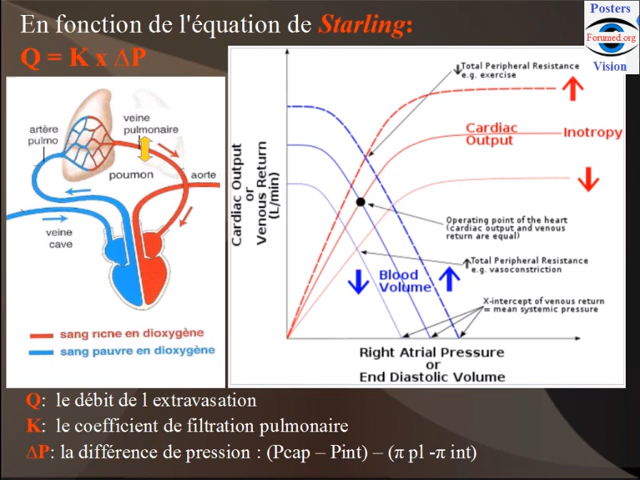 En fonction de l'équation de Starling:
Q = K x ∆P
Posters
Forumed.org
Vision
artère
pulmo
veine
pulmonaire
poumon
aorte
veine
cave
sang riche en dioxygène
sang pauvre en dioxygène
Cardiac Output
or
Venous Return
(L/min)
Total Peripheral Resistance
e.g. exercise
Cardiac
Output
Inotropy
Operating point of the heart
(cardiac output and venous
return are equal)
Total Peripheral Resistance
e.g. vasoconstriction
Blood
Volume
X-intercept of venous return
= mean systemic pressure
Right Atrial Pressure
or
End Diastolic Volume
Q: le débit de l extravasation
K: le coefficient de filtration pulmonaire
∆P: la différence de pression : (Pcap – Pint) – (π pl -π int)